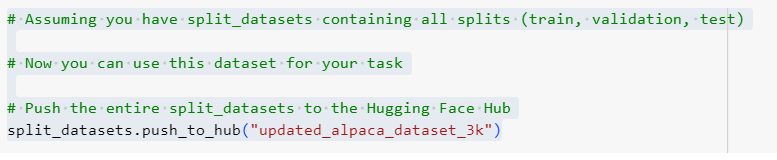 # Assuming you have split_datasets containing all splits (train, validation, test)
# Now you can use this dataset for your task
# Push the entire split_datasets to the Hugging Face Hub
split_datasets.push_to_hub("updated_alpaca_dataset_3k")